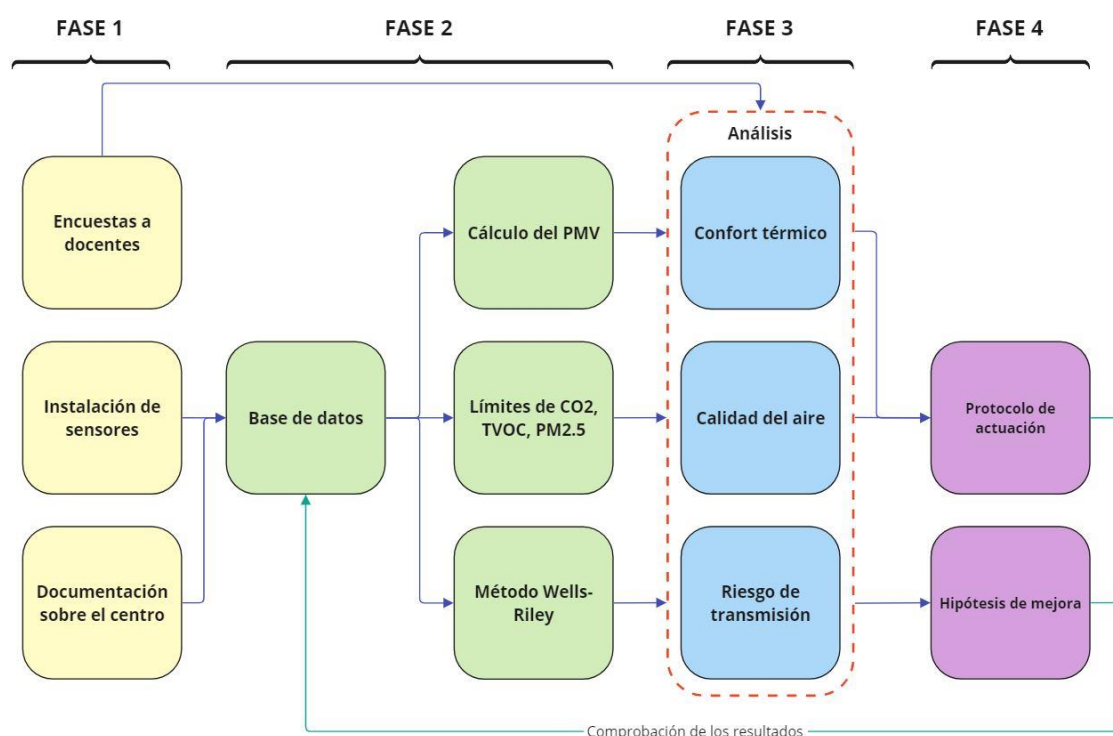 FASE 1
FASE 2
FASE 3
FASE 4
Análisis
Encuestas a
docentes
Cálculo del PMV
Confort térmico
Instalación de
sensores
Base de datos
Límites de CO2,
TVOC, PM2.5
Calidad del aire
Protocolo de
actuación
Documentación
sobre el centro
Método Wells-
Riley
Riesgo de
transmisión
Hipótesis de mejora
Comprobación de los resultados